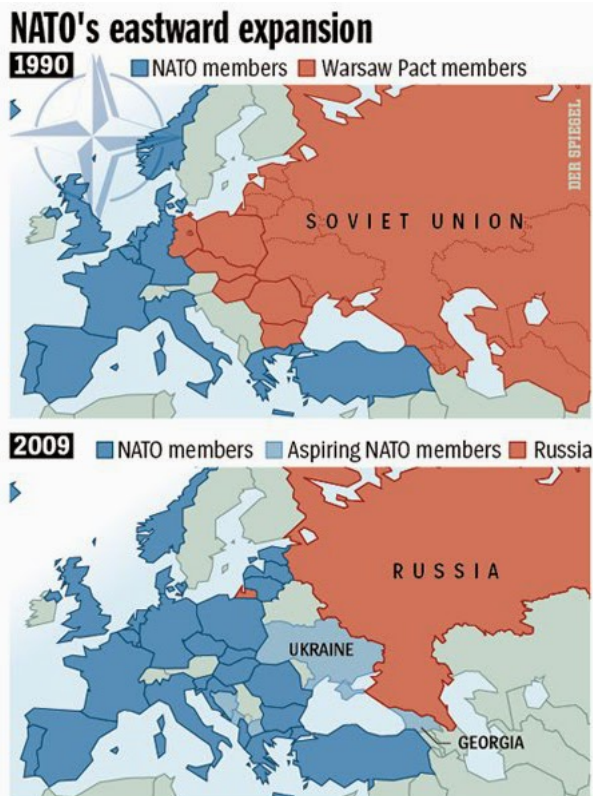 NATO's eastward expansion
1990 NATO members Warsaw Pact members
DER SPIEGEL
SOVIET UNION
2009 NATO members Aspiring NATO members Russia
RUSSIA
UKRAINE
GEORGIA